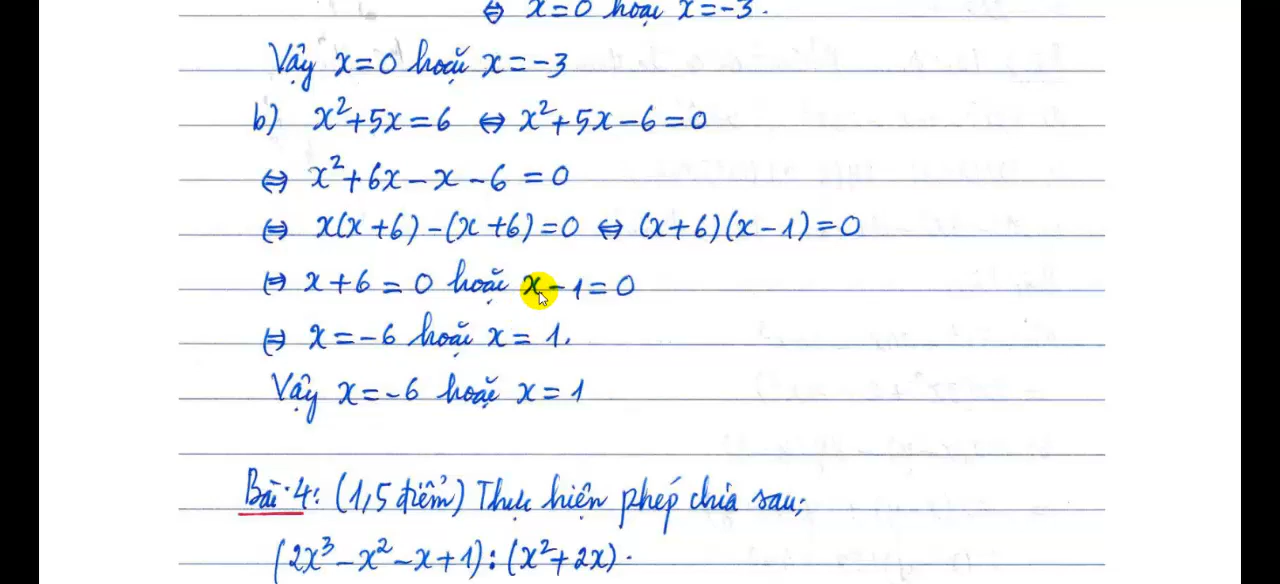 ⇔ x=0 hoặc x=-3.
Vậy x=0 hoặc x=-3
b) x²+5x=6 ⇔ x²+5x-6=0
⇔ x²+6x-x-6=0
⇔ x(x+6)-(x+6)=0 ⇔ (x+6)(x-1)=0
⇔ x+6=0 hoặc x-1=0
⇔ x=-6 hoặc x=1.
Vậy x=-6 hoặc x=1
Bài 4: (1,5 điểm) Thực hiện phép chia sau:
(2x³-x²-x+1):(x²+2x).